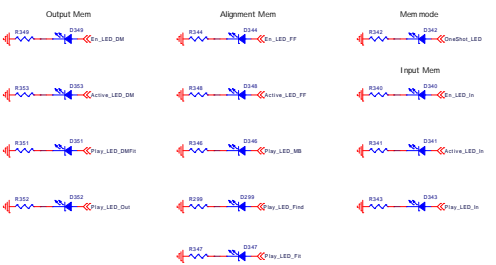 Output Mem
R349 D349 En_LED_DM
R353 D353 Active_LED_DM
R351 D351 Play_LED_DMFit
R352 D352 Play_LED_Out
Alignment Mem
R344 D344 En_LED_FF
R348 D348 Active_LED_FF
R346 D346 Play_LED_MB
R299 D299 Play_LED_Find
R347 D347 Play_LED_Fit
Mem mode
R342 D342 OneShot_LED
Input Mem
R340 D340 En_LED_In
R341 D341 Active_LED_In
R343 D343 Play_LED_In